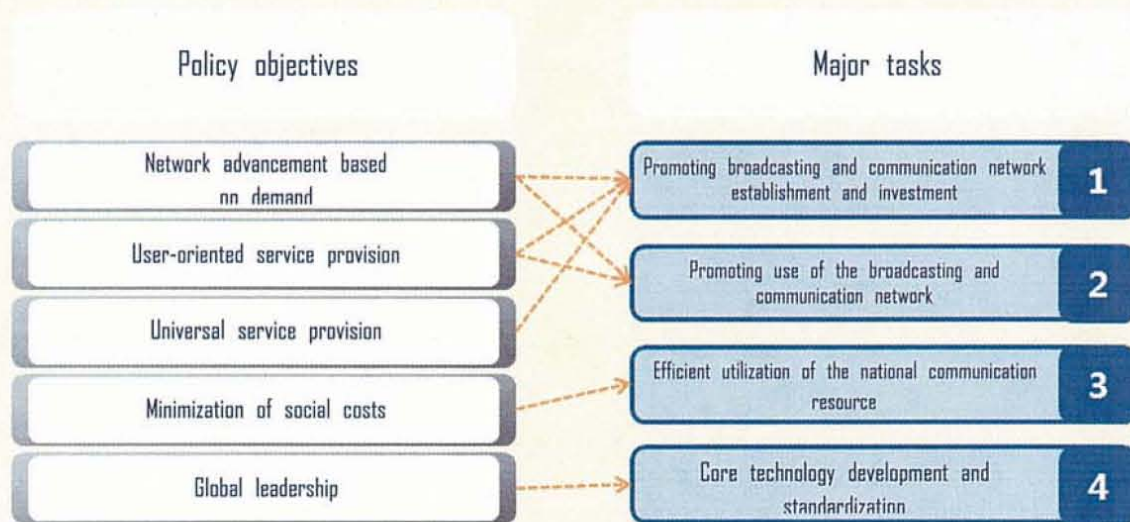 Policy objectives
Major tasks
Network advancement based
on demand
User-oriented service provision
Universal service provision
Minimization of social costs
Global leadership
Promoting broadcasting and communication network
establishment and investment
1
Promoting use of the broadcasting and
communication network
2
Efficient utilization of the national communication
resource
3
Core technology development and
standardization
4